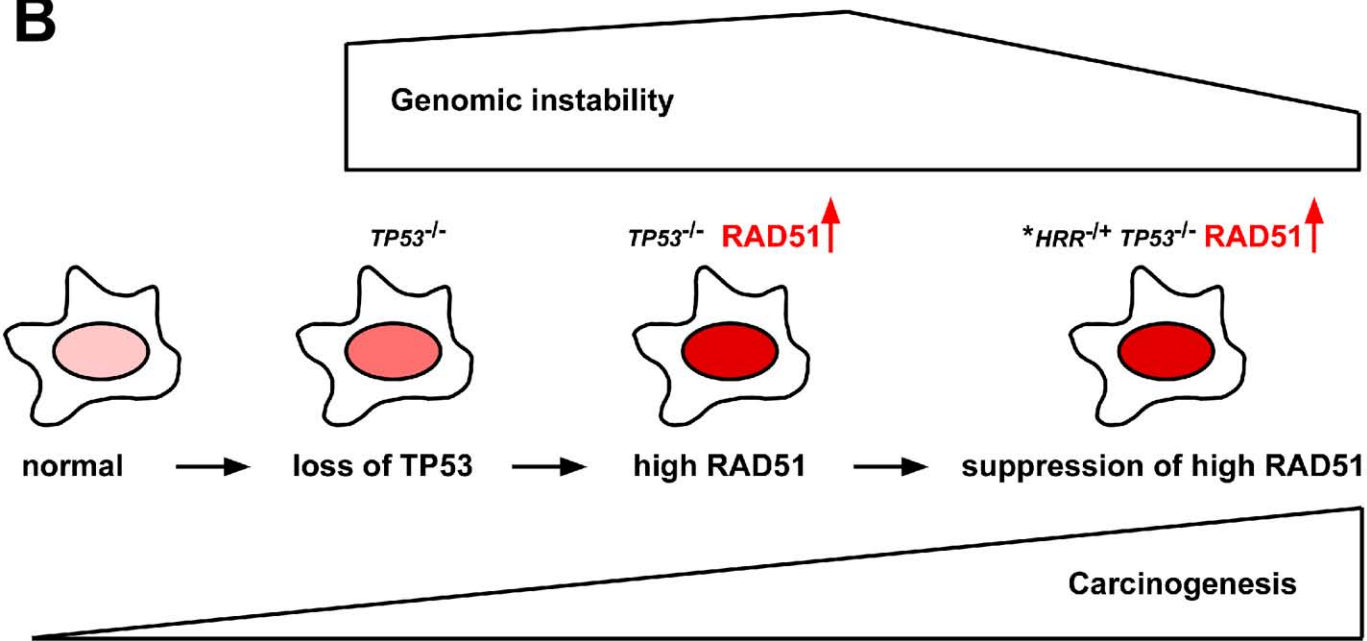 B
Genomic instability
TP53-/-
TP53-/- RAD51
*HRR-/+ TP53-/- RAD51
normal
loss of TP53
high RAD51
suppression of high RAD51
Carcinogenesis